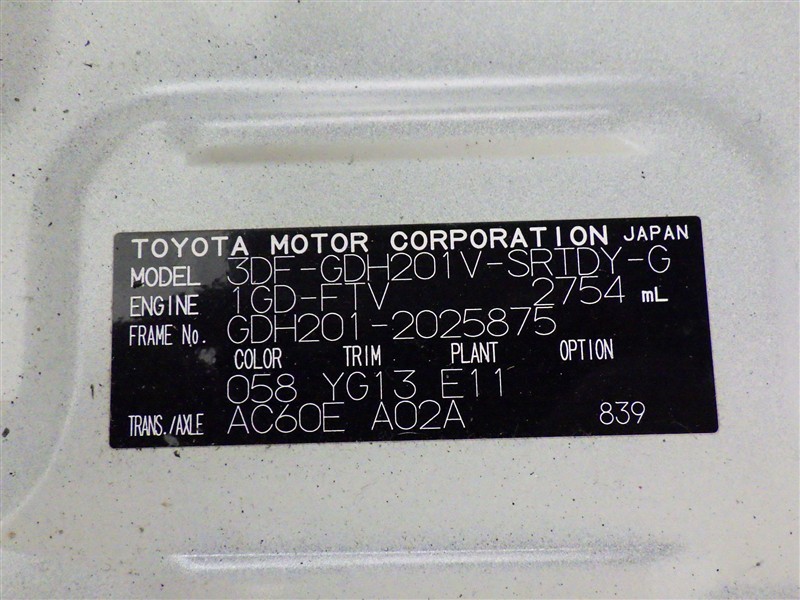 TOYOTA MOTOR CORPORATION JAPAN
MODEL 3DF-GDH201V-SRTDY-G
ENGINE 1GD-FTV 2754 mL
FRAME No. GDH201-2025875
COLOR TRIM PLANT OPTION
058 YG13 E11
TRANS./AXLE AC60E A02A 839